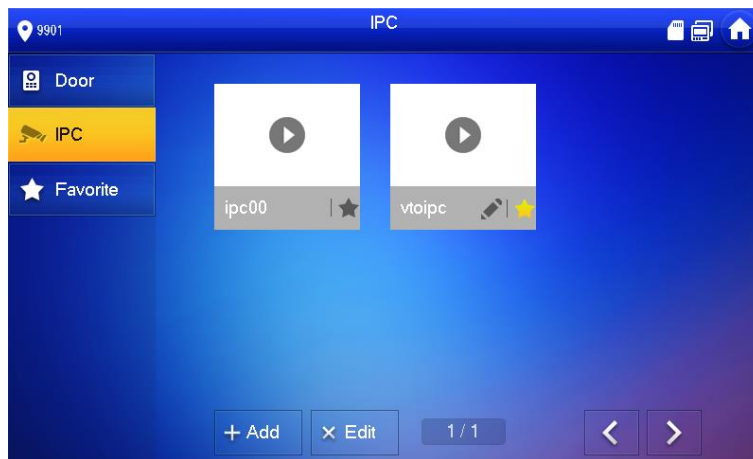 9901
IPC
Door
IPC
Favorite
ipc00
vtoipc
+ Add
× Edit
1/1